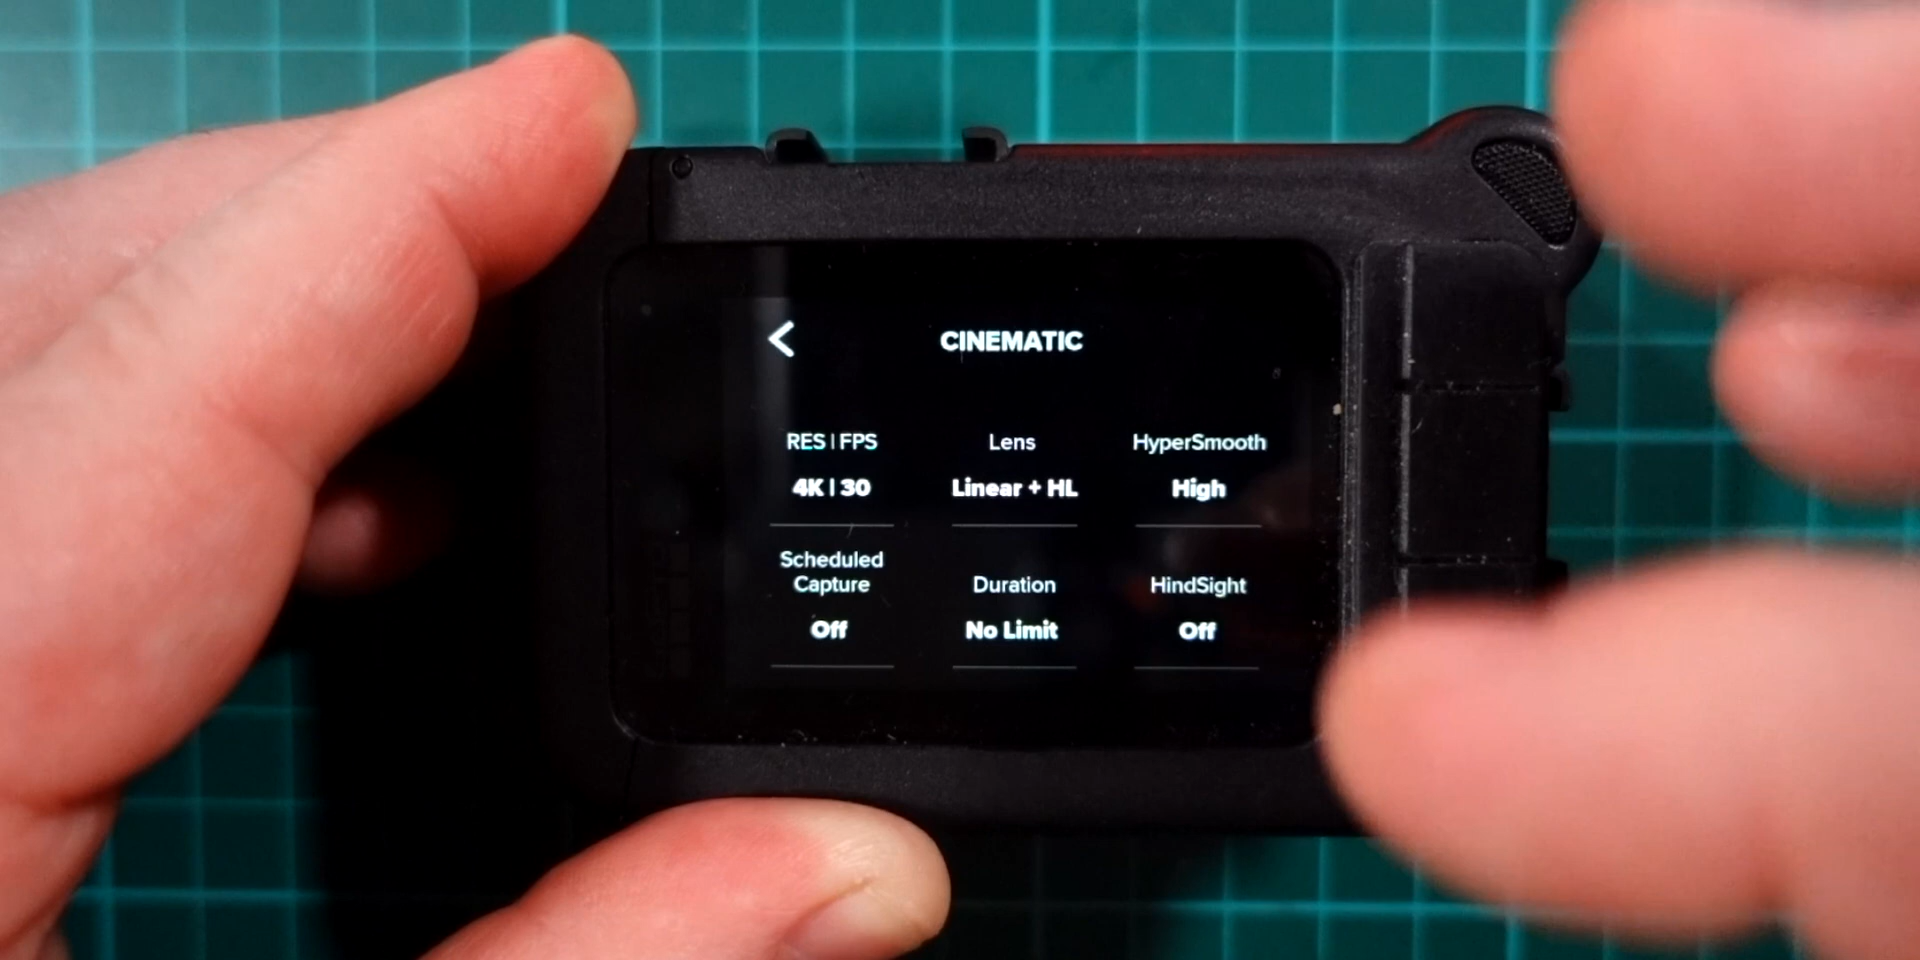 CINEMATIC
RES | FPS Lens HyperSmooth
4K | 30 Linear + HL High
Scheduled
Capture Duration HindSight
Off No Limit Off